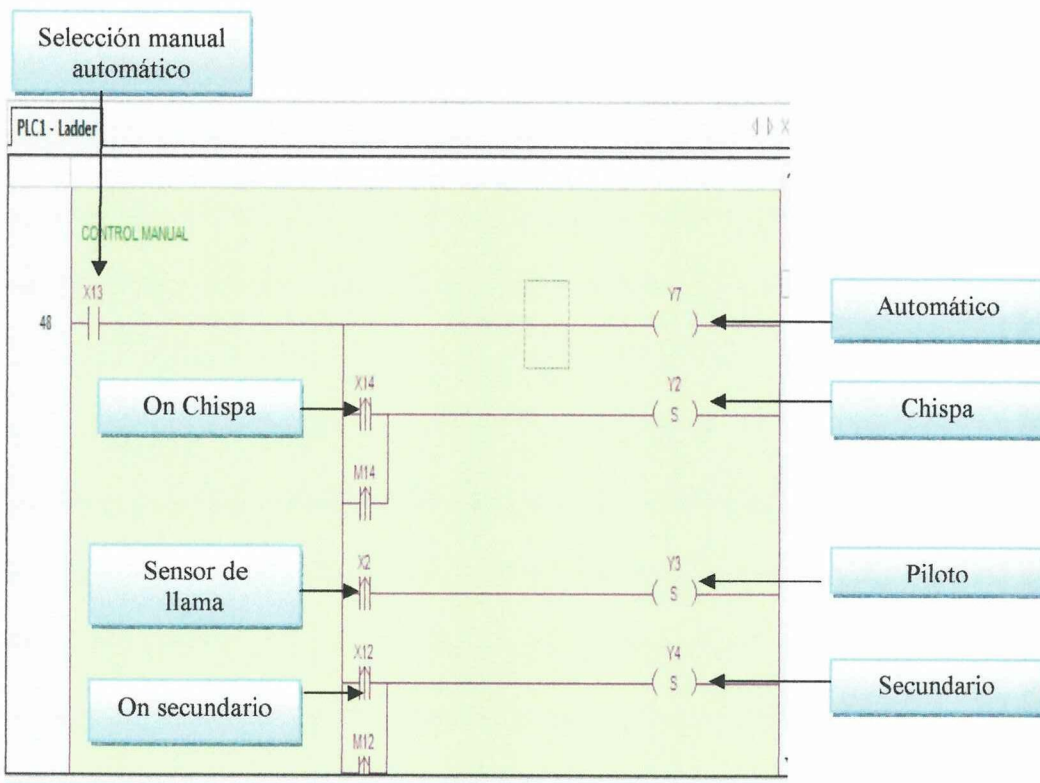 Selección manual
automático
PLC1 - Ladder
CONTROL MANUAL
X13
Y7
48
Automático
X14
Y2
On Chispa
S
Chispa
M14
X2
Y3
Sensor de
llama
S
Piloto
X12
Y4
On secundario
S
Secundario
M12